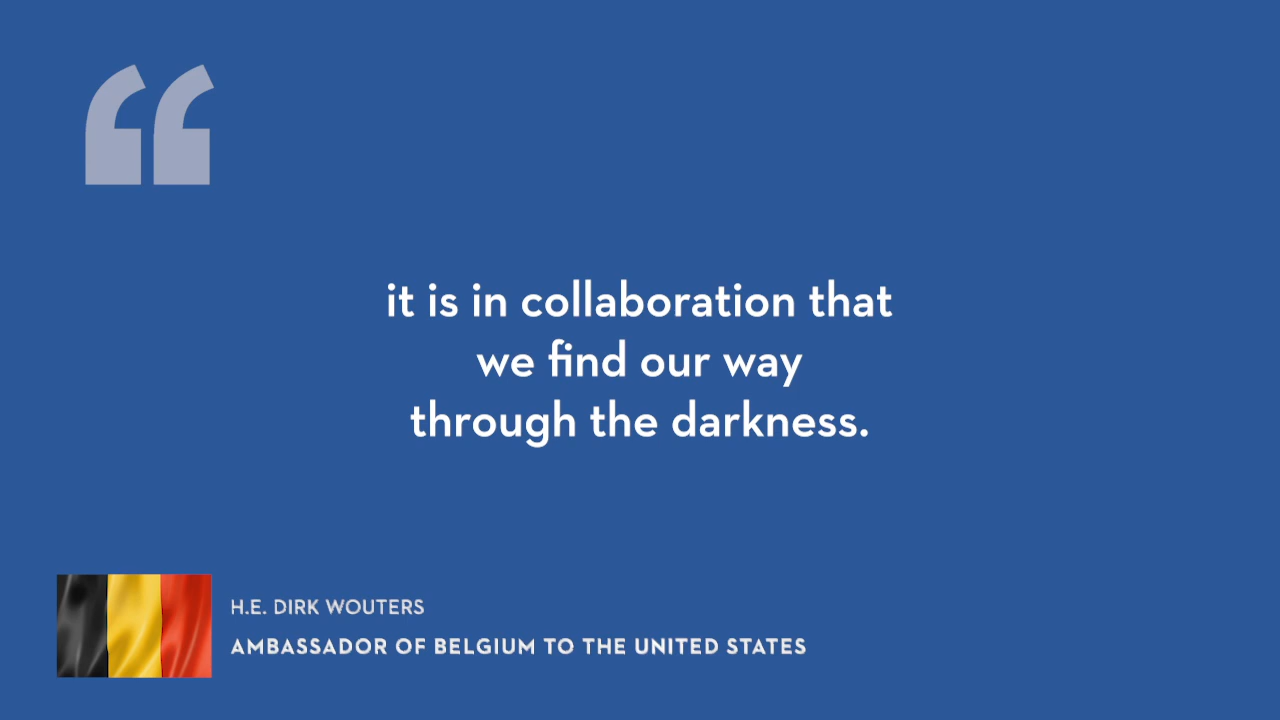 “
it is in collaboration that
we find our way
through the darkness.
H.E. DIRK WOUTERS
AMBASSADOR OF BELGIUM TO THE UNITED STATES